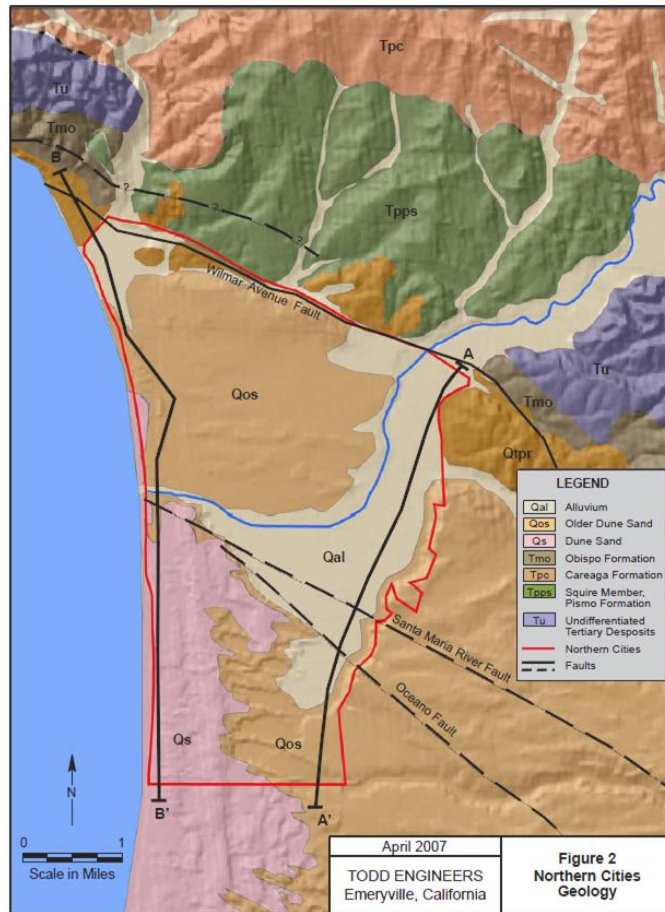 Tpc
Tu
Tmo
?
B
?
?
Tpps
?
Wilmar Avenue Fault
A
Tu
Qos
Tmo
Qtpr
LEGEND
Qal Alluvium
Qos Older Dune Sand
Qs Dune Sand
Tmo Obispo Formation
Tpc Careaga Formation
Tpps Squire Member,
Pismo Formation
Tu Undifferentiated
Tertiary Desposits
Northern Cities
Faults
Qal
Santa Maria River Fault
Oceano Fault
Qs
Qos
N
B'
A'
0 1
Scale in Miles
April 2007
TODD ENGINEERS
Emeryville, California
Figure 2
Northern Cities
Geology